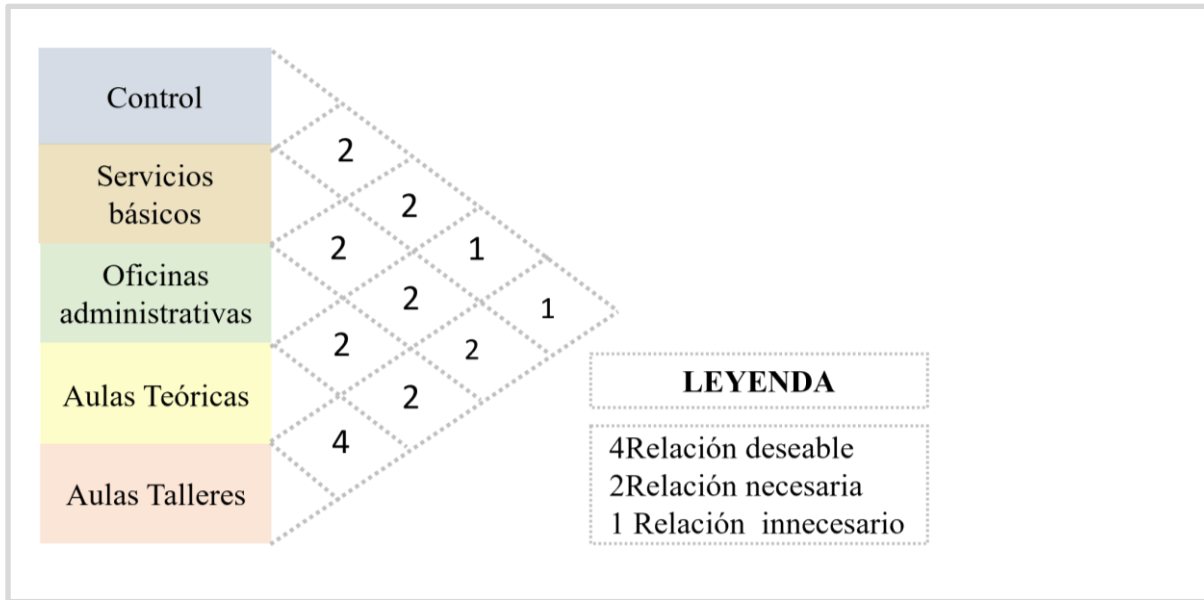 Control
2
Servicios
básicos
2
2
1
Oficinas
administrativas
2
1
2
2
Aulas Teóricas
2
4
Aulas Talleres
LEYENDA
4Relación deseable
2Relación necesaria
1 Relación innecesario